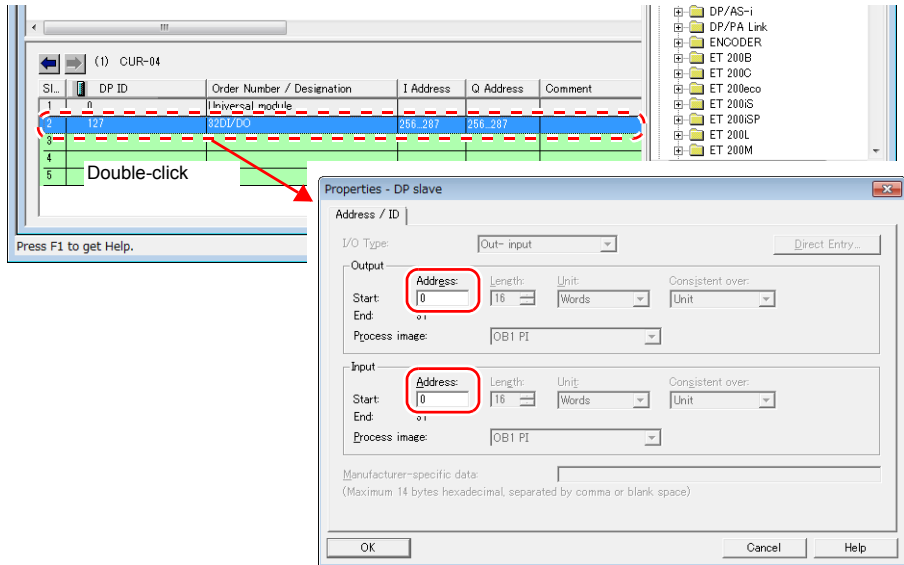 DP/AS-i
DP/PA Link
ENCODER
ET 200B
ET 200C
ET 200eco
ET 200iS
ET 200iSP
ET 200L
ET 200M
(1) CUR-04
Sl... DP ID Order Number / Designation I Address Q Address Comment
1 0 Universal module
2 127 32DI/DO 256...287 256...287
3
4
5
Double-click
Press F1 to get Help.
Properties - DP slave
Address / ID
I/O Type: Out- input Direct Entry...
Output
Address: Length: Unit: Consistent over:
Start: 0 16 Words Unit
End: 31
Process image: OB1 PI
Input
Address: Length: Unit: Consistent over:
Start: 0 16 Words Unit
End: 31
Process image: OB1 PI
Manufacturer-specific data:
(Maximum 14 bytes hexadecimal, separated by comma or blank space)
OK Cancel Help